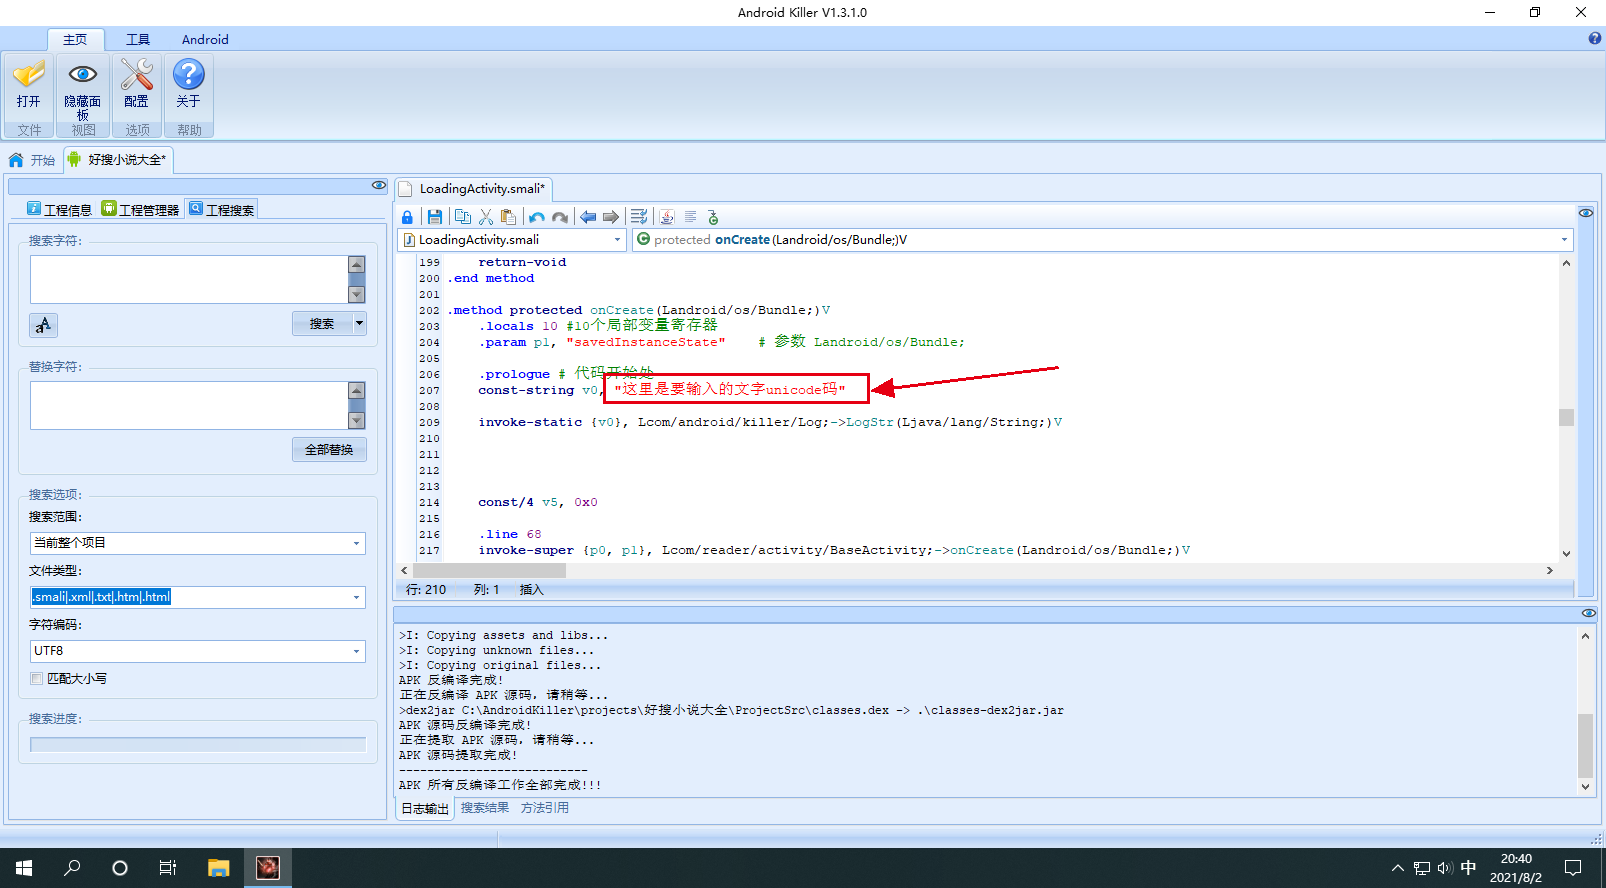 Android Killer V1.3.1.0
主页 工具 Android
打开 隐藏面板 配置 关于
文件 视图 选项 帮助
开始 好搜小说大全*
工程信息 工程管理器 工程搜索
搜索字符:
搜索
替换字符:
全部替换
搜索选项:
搜索范围:
当前整个项目
文件类型:
.smali|.xml|.txt|.htm|.html
字符编码:
UTF8
匹配大小写
搜索进度:
LoadingActivity.smali*
LoadingActivity.smali
protected onCreate(Landroid/os/Bundle;)V
199 return-void
200 .end method
201
202 .method protected onCreate(Landroid/os/Bundle;)V
203 .locals 10 #10个局部变量寄存器
204 .param p1, "savedInstanceState" # 参数 Landroid/os/Bundle;
205
206 .prologue # 代码开始处
207 const-string v0, "这里是要输入的文字unicode码"
208
209 invoke-static {v0}, Lcom/android/killer/Log;->LogStr(Ljava/lang/String;)V
210
211
212
213
214 const/4 v5, 0x0
215
216 .line 68
217 invoke-super {p0, p1}, Lcom/reader/activity/BaseActivity;->onCreate(Landroid/os/Bundle;)V
行: 210 列: 1 插入
>I: Copying assets and libs...
>I: Copying unknown files...
>I: Copying original files...
APK 反编译完成!
正在反编译 APK 源码, 请稍等...
>dex2jar C:\AndroidKiller\projects\好搜小说大全\ProjectSrc\classes.dex -> .\classes-dex2jar.jar
APK 源码反编译完成!
正在提取 APK 源码, 请稍等...
APK 源码提取完成!
---------------------------
APK 所有反编译工作全部完成!!!
日志输出 搜索结果 方法引用
中
20:40
2021/8/2